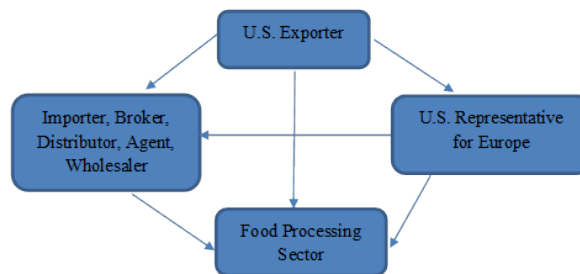 U.S. Exporter
Importer, Broker,
Distributor, Agent,
Wholesaler
U.S. Representative
for Europe
Food Processing
Sector